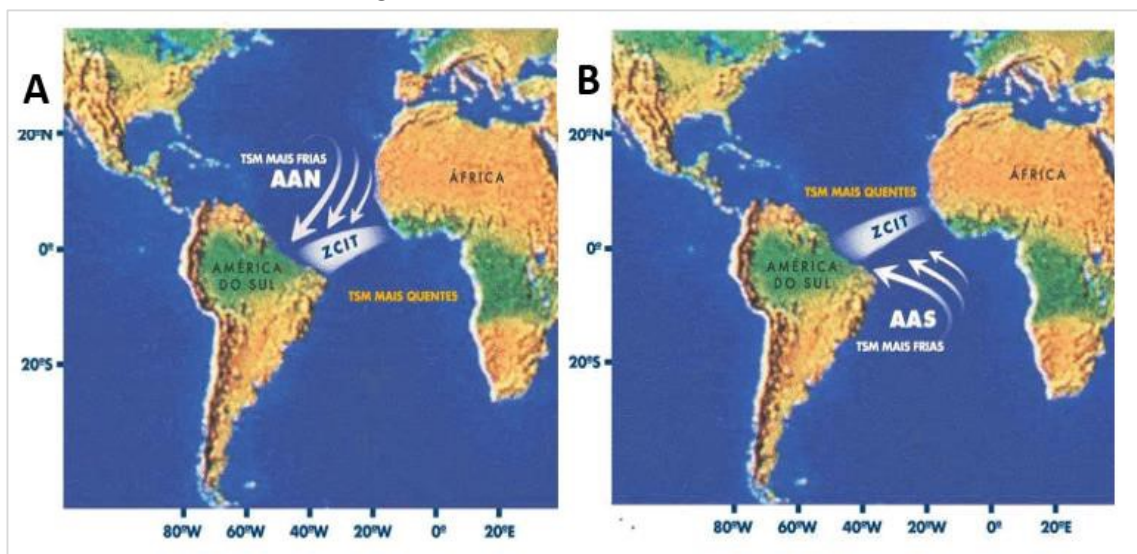 A
20ºN
0º
20ºS
TSM MAIS FRIAS
AAN
ÁFRICA
ZCIT
AMÉRICA
DO SUL
TSM MAIS QUENTES
80ºW 60ºW 40ºW 20ºW 0º 20ºE
B
20ºN
0º
20ºS
TSM MAIS QUENTES
ÁFRICA
ZCIT
AMÉRICA
DO SUL
AAS
TSM MAIS FRIAS
80ºW 60ºW 40ºW 20ºW 0º 20ºE